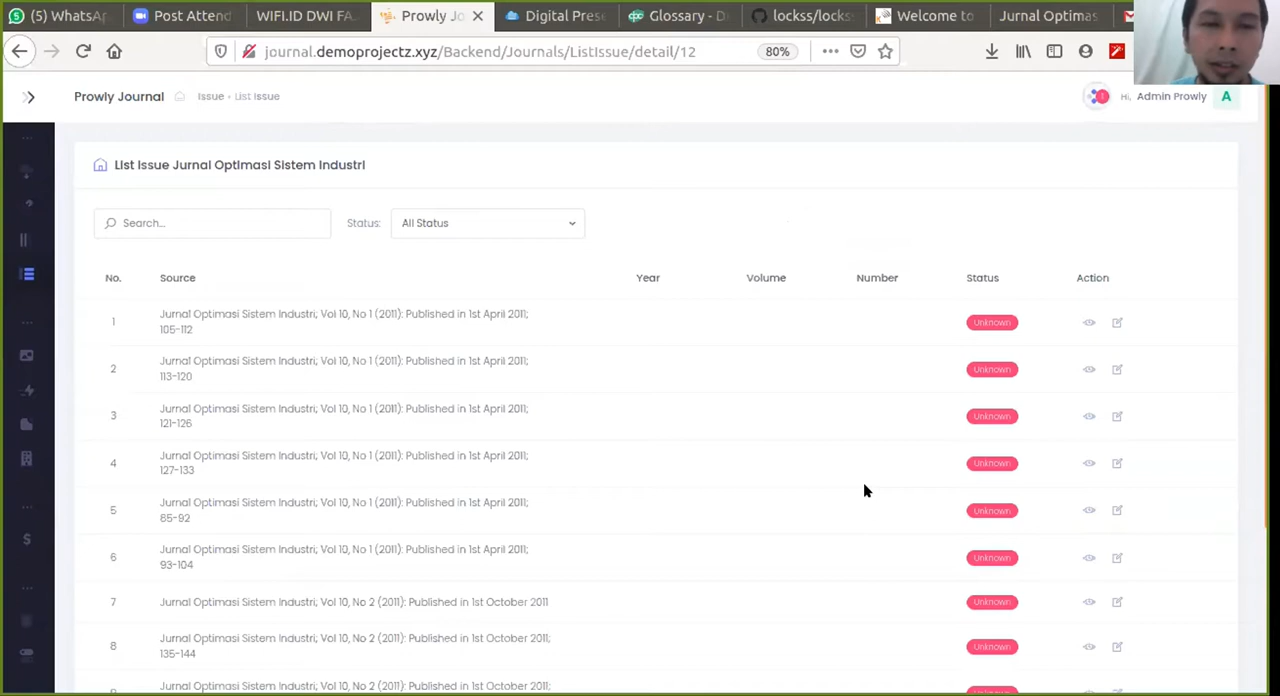 (5) WhatsA
Post Attend
WIFI.ID DWI FA
Prowly Jo
Digital Prese
Glossary - D
lockss/locks
Welcome to
Jurnal Optimas
journal.demoprojectz.xyz/Backend/Journals/ListIssue/detail/12
80%
Prowly Journal
Issue • List Issue
Hi, Admin Prowly
A
List Issue Jurnal Optimasi Sistem Industri
Search...
Status:
All Status
No. Source Year Volume Number Status Action
1 Jurnal Optimasi Sistem Industri; Vol 10, No 1 (2011): Published in 1st April 2011; Unknown
105-112
2 Jurnal Optimasi Sistem Industri; Vol 10, No 1 (2011): Published in 1st April 2011; Unknown
113-120
3 Jurnal Optimasi Sistem Industri; Vol 10, No 1 (2011): Published in 1st April 2011; Unknown
121-126
4 Jurnal Optimasi Sistem Industri; Vol 10, No 1 (2011): Published in 1st April 2011; Unknown
127-133
5 Jurnal Optimasi Sistem Industri; Vol 10, No 1 (2011): Published in 1st April 2011; Unknown
85-92
6 Jurnal Optimasi Sistem Industri; Vol 10, No 1 (2011): Published in 1st April 2011; Unknown
93-104
7 Jurnal Optimasi Sistem Industri; Vol 10, No 2 (2011): Published in 1st October 2011 Unknown
8 Jurnal Optimasi Sistem Industri; Vol 10, No 2 (2011): Published in 1st October 2011; Unknown
135-144
Jurnal Optimasi Sistem Industri; Vol 10, No 2 (2011): Published in 1st October 2011;